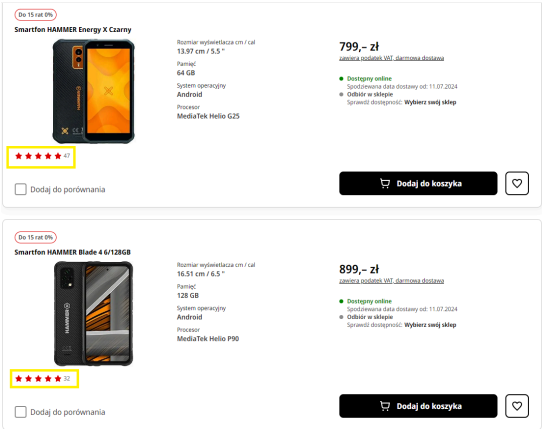 Do 15 rat 0%
Smartfon HAMMER Energy X Czarny
Rozmiar wyświetlacza cm / cal
13.97 cm / 5.5 "
Pamięć
64 GB
System operacyjny
Android
Procesor
MediaTek Helio G25
799,– zł
zawiera podatek VAT, darmowa dostawa
Dostępny online
Spodziewana data dostawy od: 11.07.2024
Odbiór w sklepie
Sprawdź dostępność: Wybierz swój sklep
47
Dodaj do porównania
Dodaj do koszyka
Do 15 rat 0%
Smartfon HAMMER Blade 4 6/128GB
HAMMER
Rozmiar wyświetlacza cm / cal
16.51 cm / 6.5 "
Pamięć
128 GB
System operacyjny
Android
Procesor
MediaTek Helio P90
899,– zł
zawiera podatek VAT, darmowa dostawa
Dostępny online
Spodziewana data dostawy od: 11.07.2024
Odbiór w sklepie
Sprawdź dostępność: Wybierz swój sklep
32
Dodaj do porównania
Dodaj do koszyka